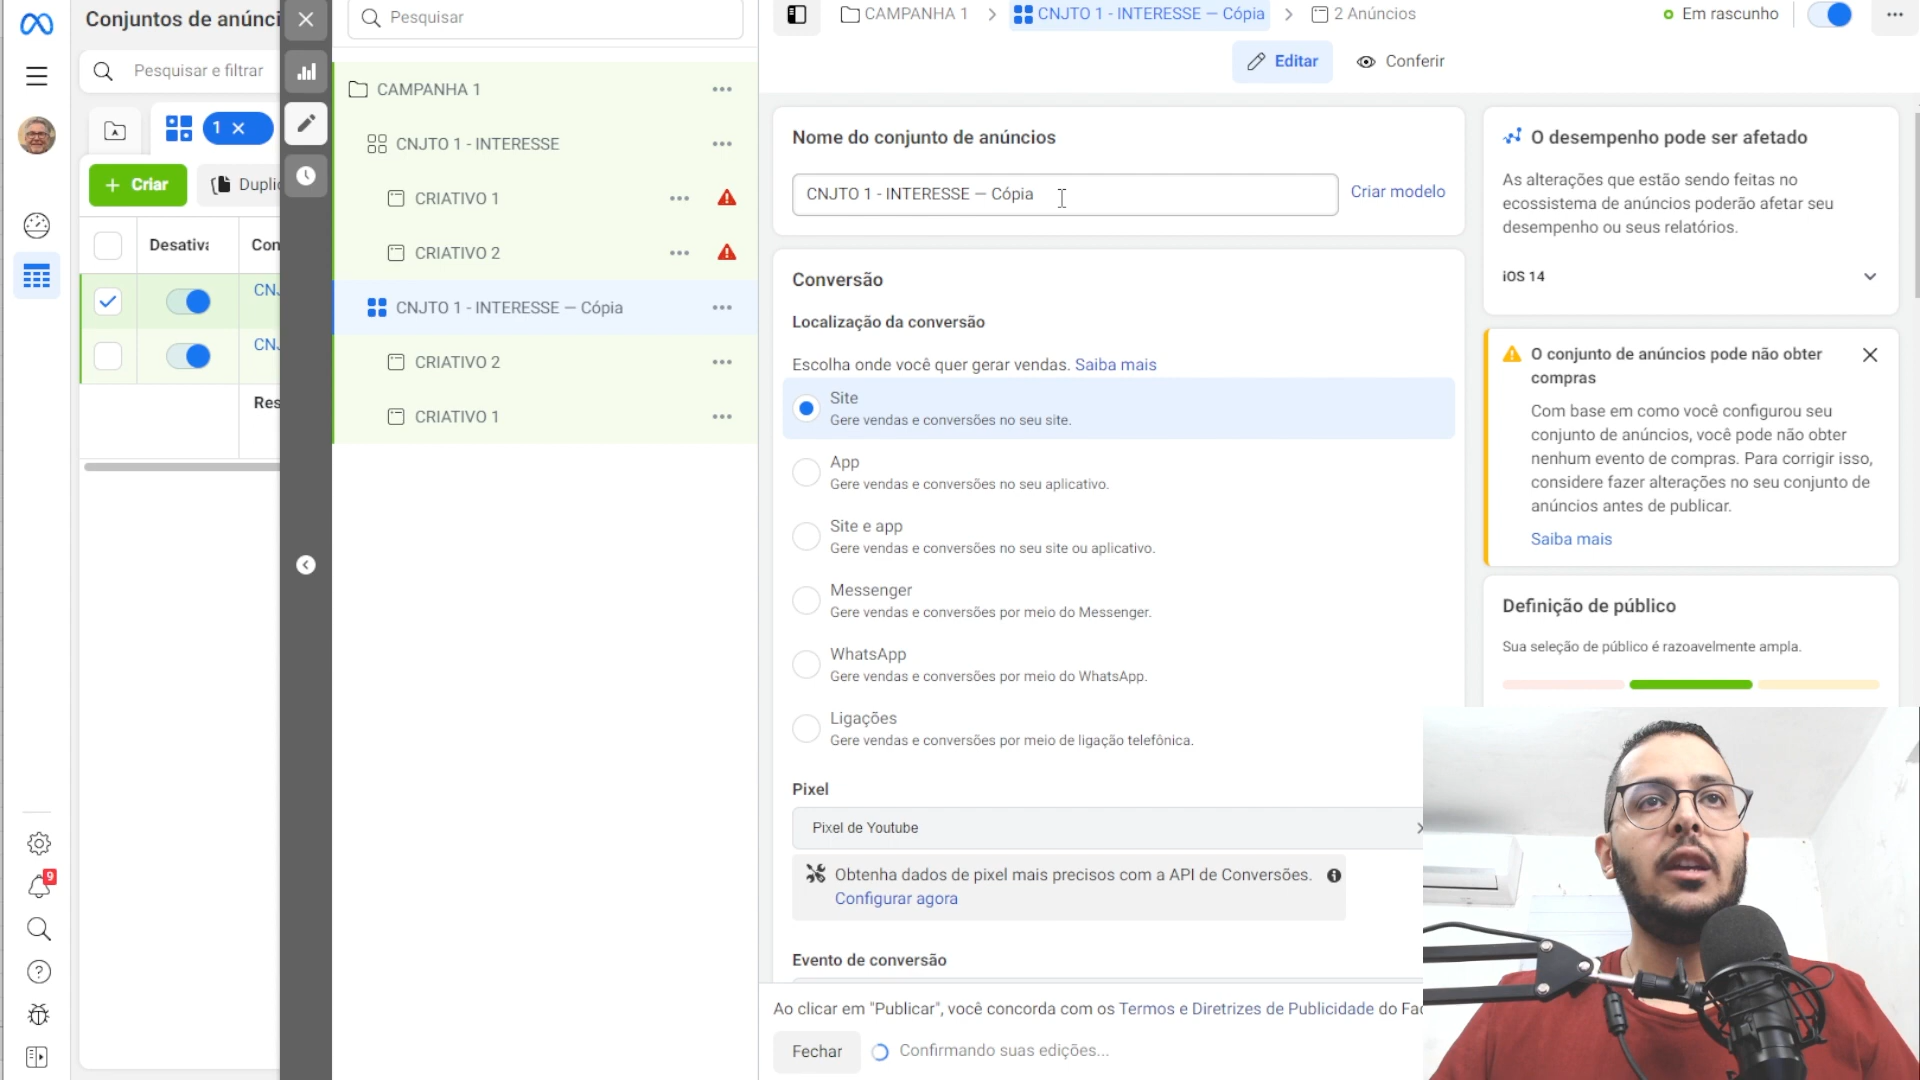 Conjuntos de anúnci
Pesquisar e filtrar
1
+ Criar
Duplic
Desativa
Con
CN
CN
Res
9
Pesquisar
CAMPANHA 1
CNJTO 1 - INTERESSE
CRIATIVO 1
CRIATIVO 2
CNJTO 1 - INTERESSE — Cópia
CRIATIVO 2
CRIATIVO 1
CAMPANHA 1 > CNJTO 1 - INTERESSE — Cópia > 2 Anúncios
Em rascunho
Editar
Conferir
Nome do conjunto de anúncios
CNJTO 1 - INTERESSE — Cópia
Criar modelo
Conversão
Localização da conversão
Escolha onde você quer gerar vendas. Saiba mais
Site
Gere vendas e conversões no seu site.
App
Gere vendas e conversões no seu aplicativo.
Site e app
Gere vendas e conversões no seu site ou aplicativo.
Messenger
Gere vendas e conversões por meio do Messenger.
WhatsApp
Gere vendas e conversões por meio do WhatsApp.
Ligações
Gere vendas e conversões por meio de ligação telefônica.
Pixel
Pixel de Youtube
Obtenha dados de pixel mais precisos com a API de Conversões.
Configurar agora
Evento de conversão
Ao clicar em "Publicar", você concorda com os Termos e Diretrizes de Publicidade do Fac
Fechar
Confirmando suas edições...
O desempenho pode ser afetado
As alterações que estão sendo feitas no
ecossistema de anúncios poderão afetar seu
desempenho ou seus relatórios.
iOS 14
O conjunto de anúncios pode não obter
compras
Com base em como você configurou seu
conjunto de anúncios, você pode não obter
nenhum evento de compras. Para corrigir isso,
considere fazer alterações no seu conjunto de
anúncios antes de publicar.
Saiba mais
Definição de público
Sua seleção de público é razoavelmente ampla.